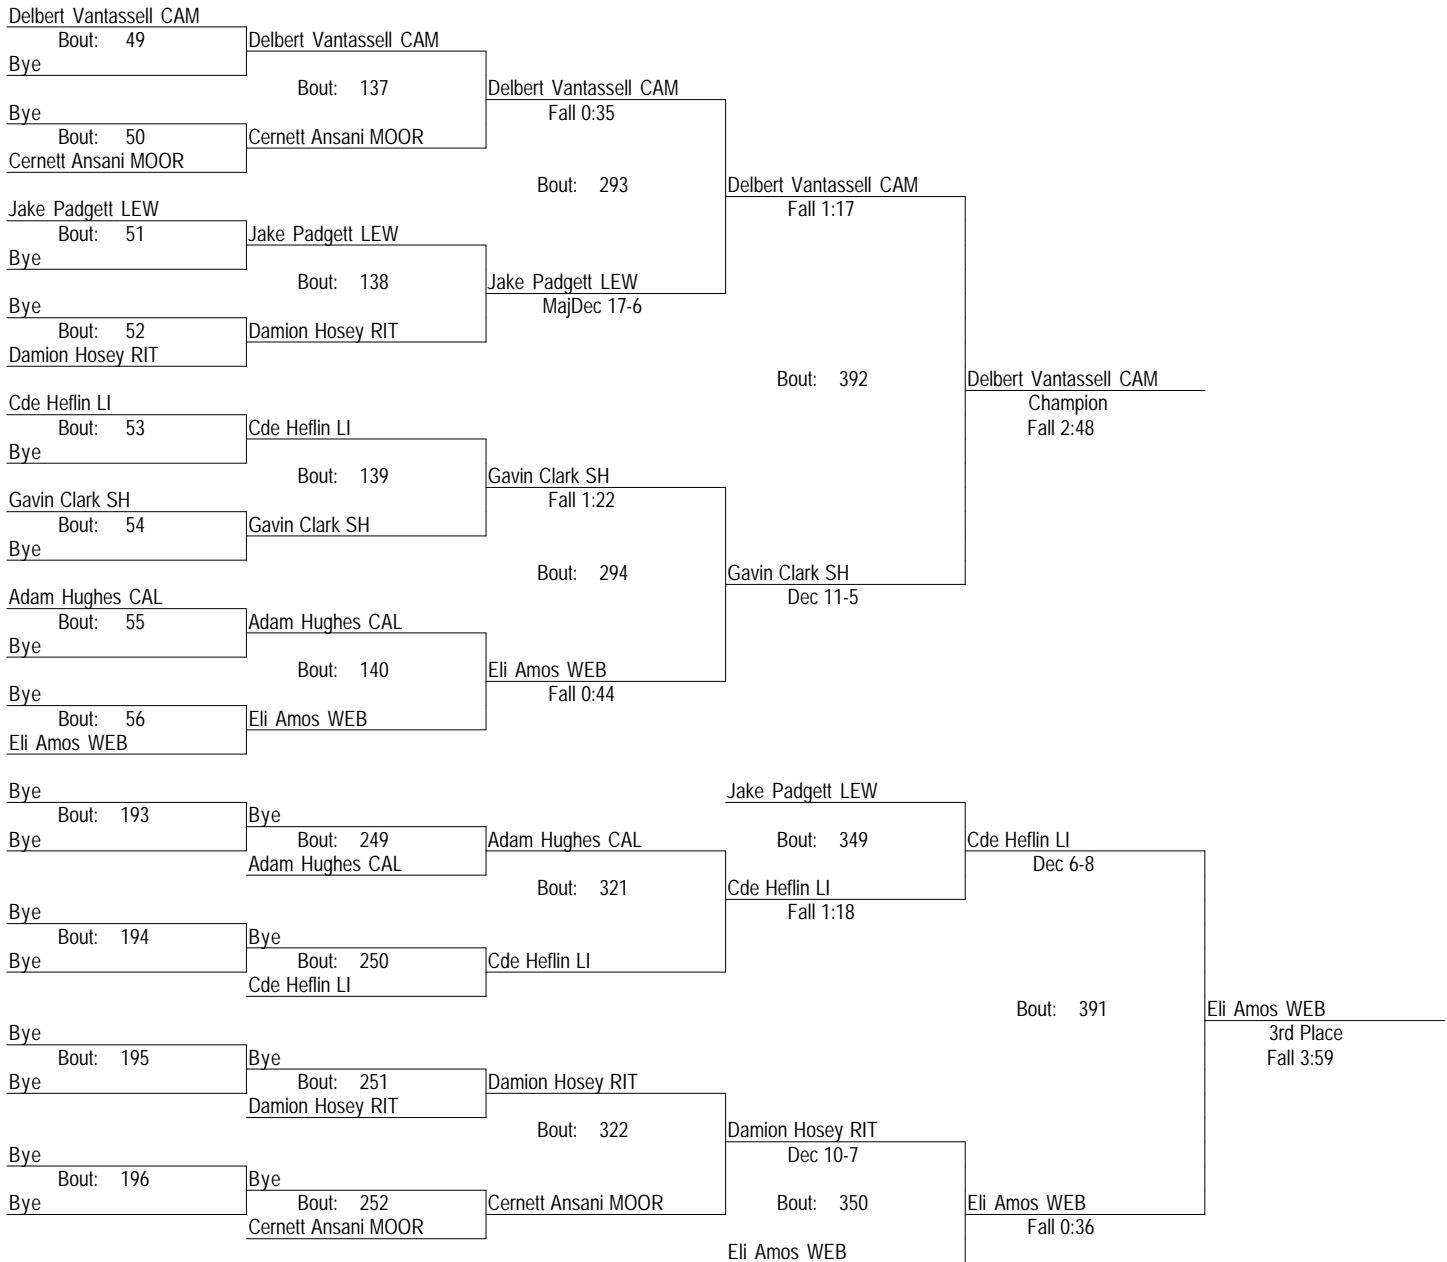 Delbert Vantassell CAM
Bout: 49 Delbert Vantassell CAM
Bye
Bout: 137 Delbert Vantassell CAM
Bye Fall 0:35
Bout: 50 Cernett Ansani MOOR
Cernett Ansani MOOR
Bout: 293 Delbert Vantassell CAM
Jake Padgett LEW Fall 1:17
Bout: 51 Jake Padgett LEW
Bye
Bout: 138 Jake Padgett LEW
Bye MajDec 17-6
Bout: 52 Damion Hosey RIT
Damion Hosey RIT
Bout: 392 Delbert Vantassell CAM
Cde Heflin LI Champion
Bout: 53 Cde Heflin LI Fall 2:48
Bye
Bout: 139 Gavin Clark SH
Gavin Clark SH Fall 1:22
Bout: 54 Gavin Clark SH
Bye
Bout: 294 Gavin Clark SH
Adam Hughes CAL Dec 11-5
Bout: 55 Adam Hughes CAL
Bye
Bout: 140 Eli Amos WEB
Bye Fall 0:44
Bout: 56 Eli Amos WEB
Eli Amos WEB
Bye Jake Padgett LEW
Bout: 193 Bye
Bye Bout: 249 Adam Hughes CAL Bout: 349 Cde Heflin LI
Adam Hughes CAL Dec 6-8
Bout: 321 Cde Heflin LI
Bye Fall 1:18
Bout: 194 Bye
Bye Bout: 250 Cde Heflin LI
Cde Heflin LI
Bout: 391 Eli Amos WEB
Bye 3rd Place
Bout: 195 Bye Fall 3:59
Bye Bout: 251 Damion Hosey RIT
Damion Hosey RIT
Bout: 322 Damion Hosey RIT
Bye Dec 10-7
Bout: 196 Bye
Bye Bout: 252 Cernett Ansani MOOR Bout: 350 Eli Amos WEB
Cernett Ansani MOOR Fall 0:36
Eli Amos WEB